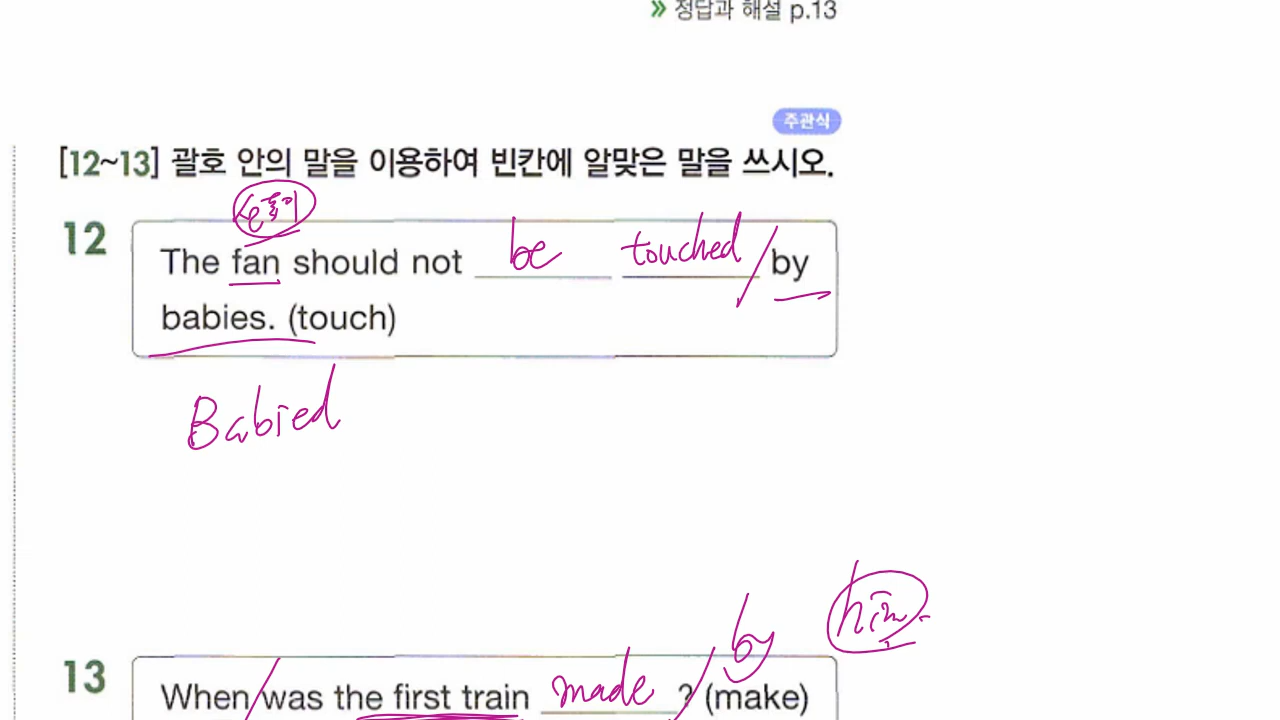 » 정답과 해설 p.13
주관식
[12~13] 괄호 안의 말을 이용하여 빈칸에 알맞은 말을 쓰시오.
12 The fan should not be touched / by
babies. (touch)
Babied
by him.
13 When / was the first train made ? / (make)